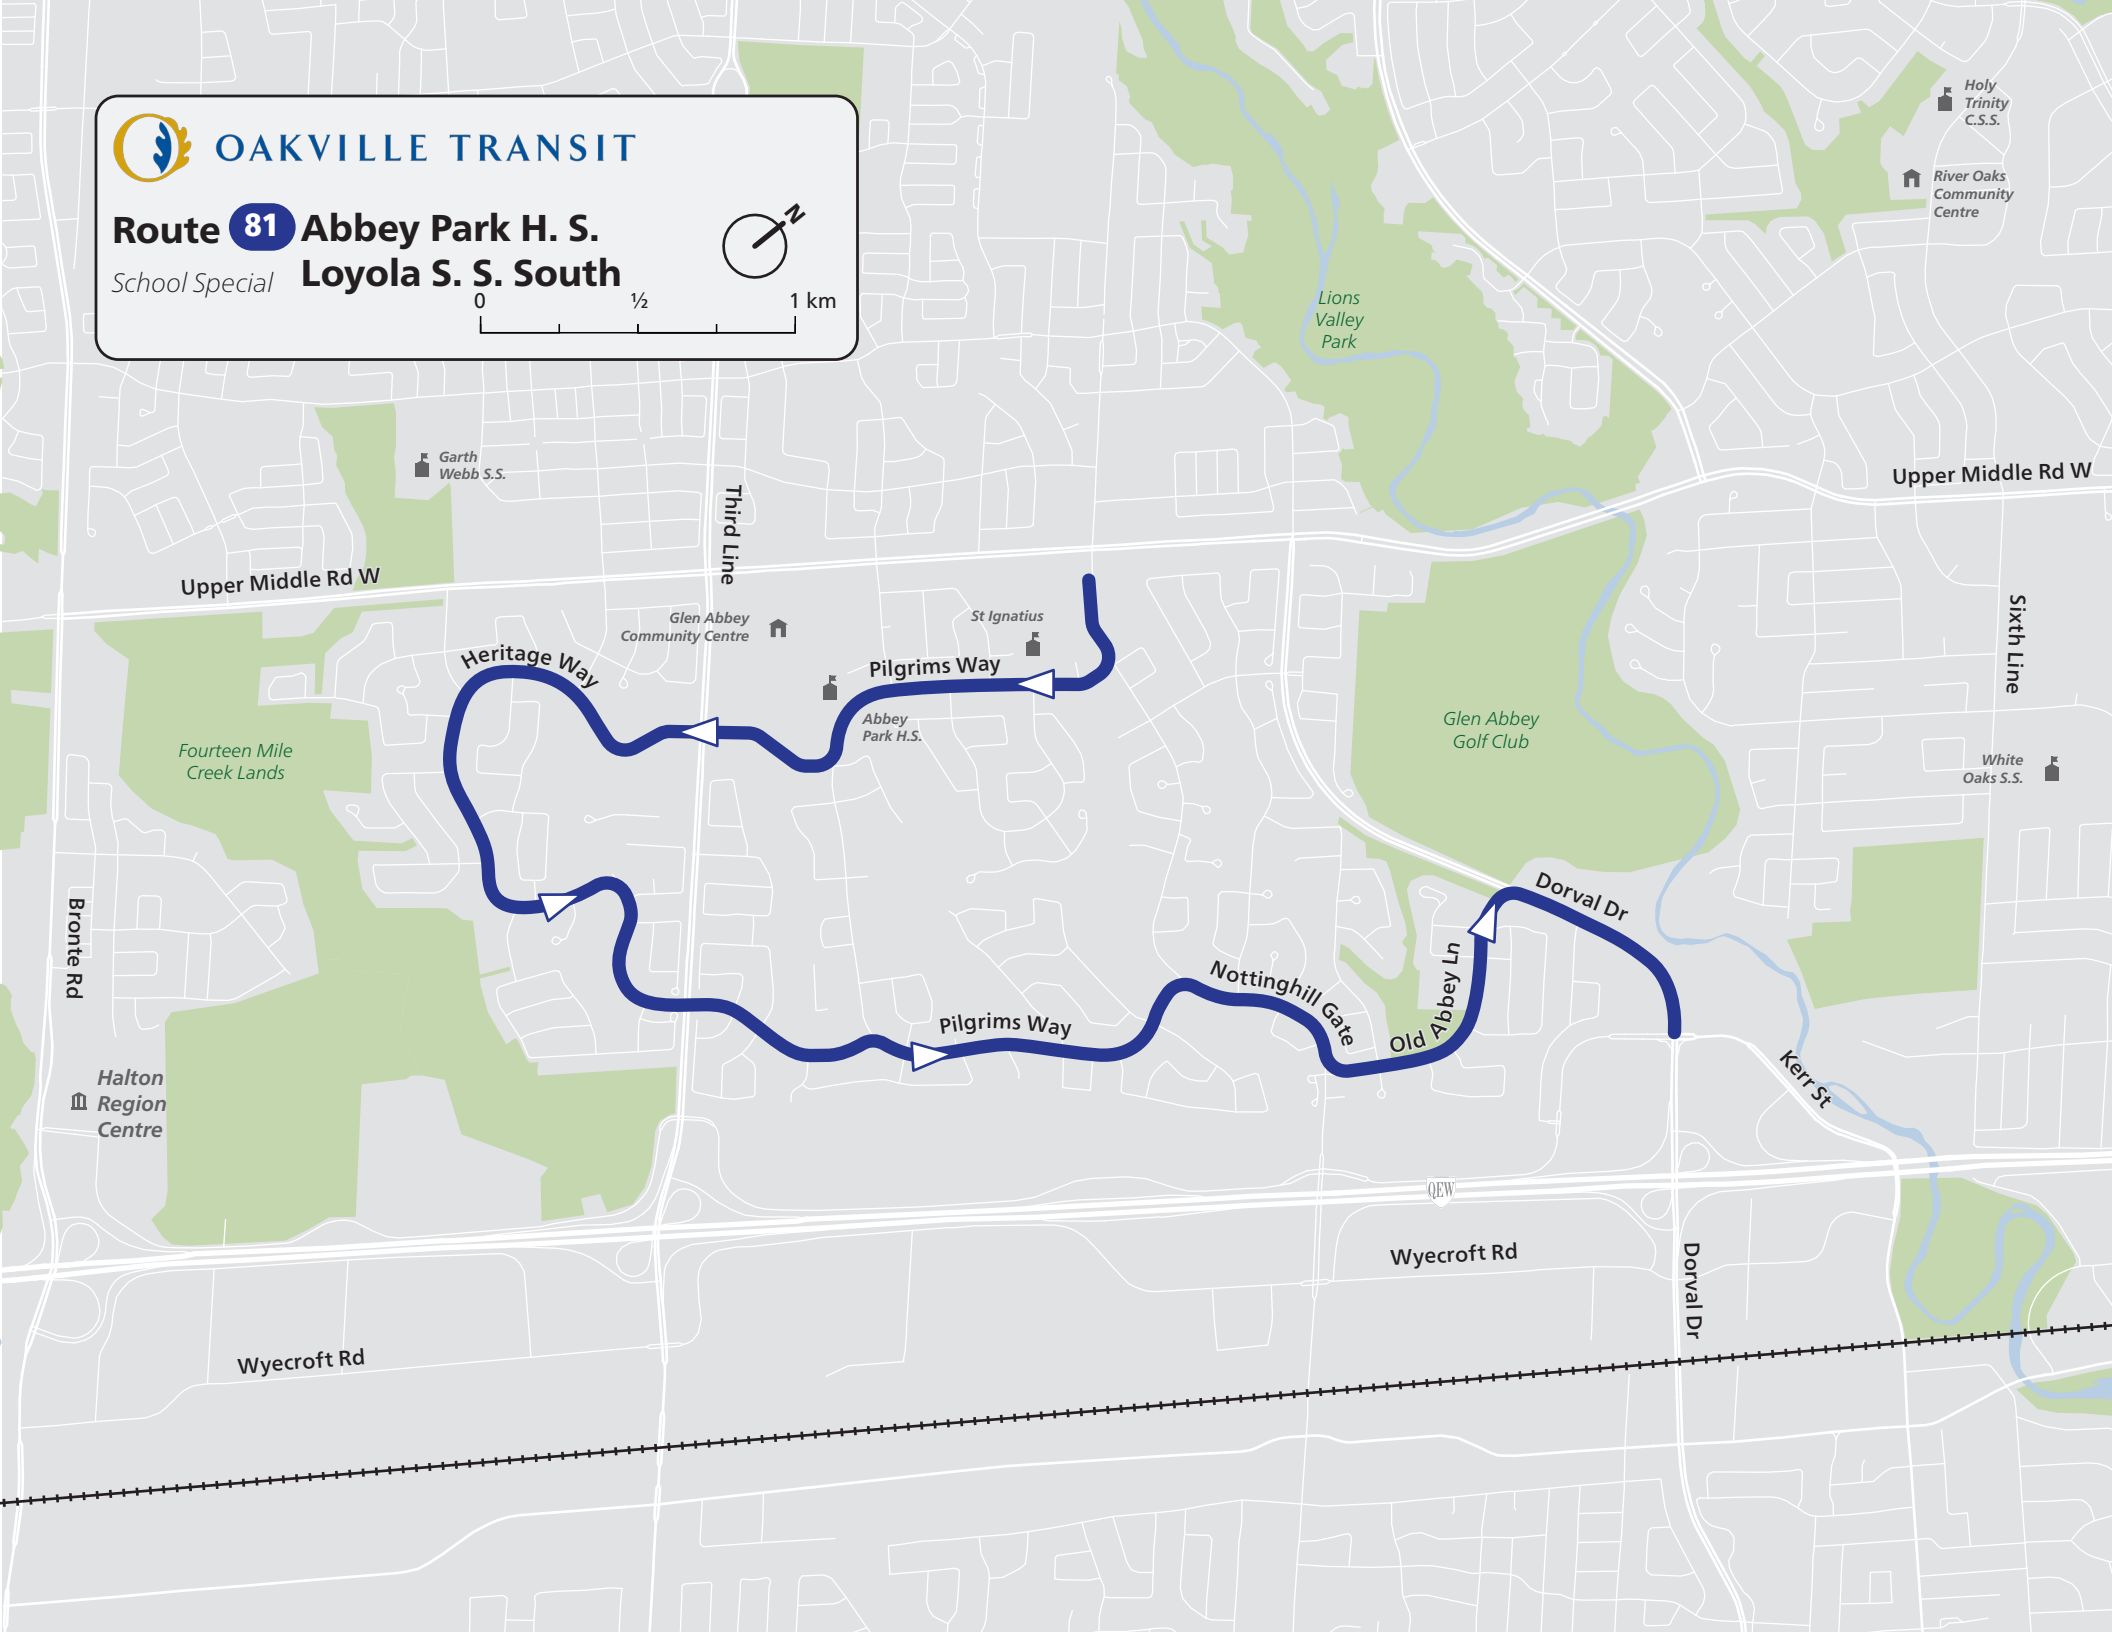 OAKVILLE TRANSIT
Route 81 Abbey Park H. S.
School Special Loyola S. S. South
N
0 ½ 1 km
Holy
Trinity
C.S.S.
River Oaks
Community
Centre
Lions
Valley
Park
Garth
Webb S.S.
Upper Middle Rd W
Third Line
Upper Middle Rd W
Glen Abbey
Community Centre
St Ignatius
Sixth Line
Heritage Way
Pilgrims Way
Abbey
Park H.S.
Glen Abbey
Golf Club
Fourteen Mile
Creek Lands
White
Oaks S.S.
Dorval Dr
Bronte Rd
Nottinghill Gate
Old Abbey Ln
Pilgrims Way
Kerr St
Halton
Region
Centre
QEW
Wyecroft Rd
Dorval Dr
Wyecroft Rd